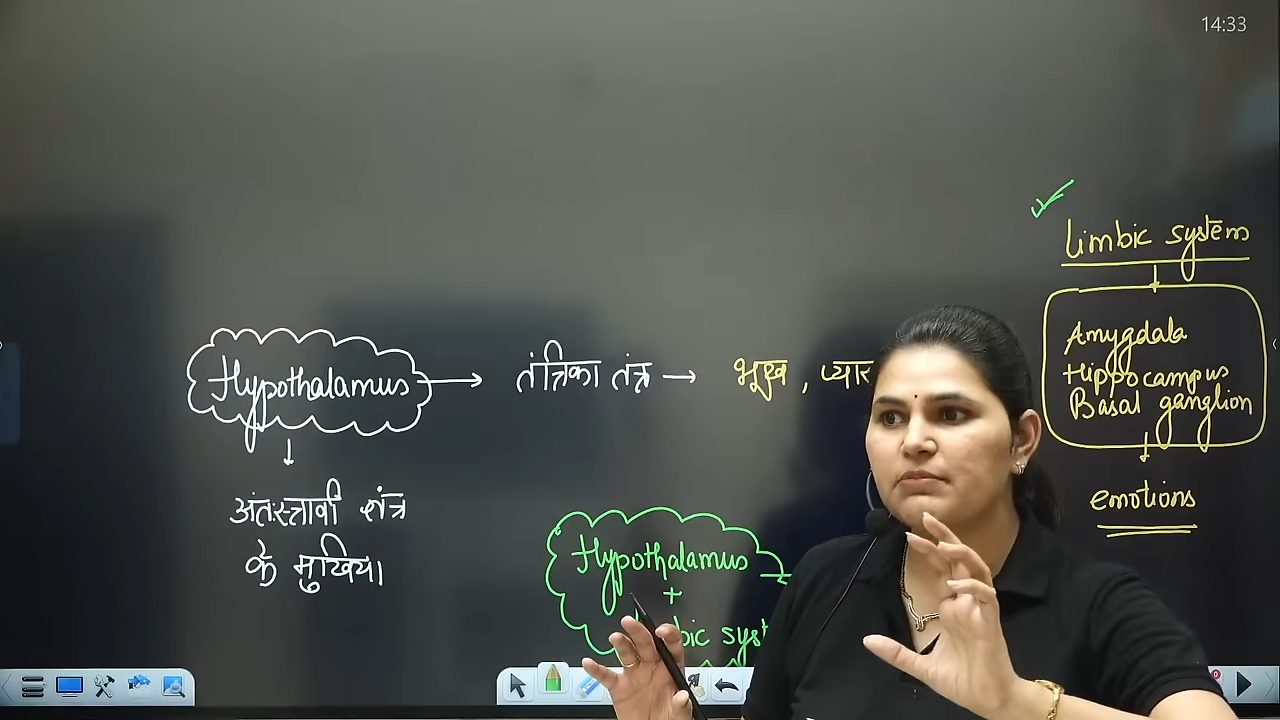 14:33
limbic system
Amygdala
Hippocampus
Basal ganglion
emotions
Hypothalamus → तंत्रिका तंत्र → भूख, प्यार
अंतःस्त्रावी तंत्र
के मुखिया
Hypothalamus
+